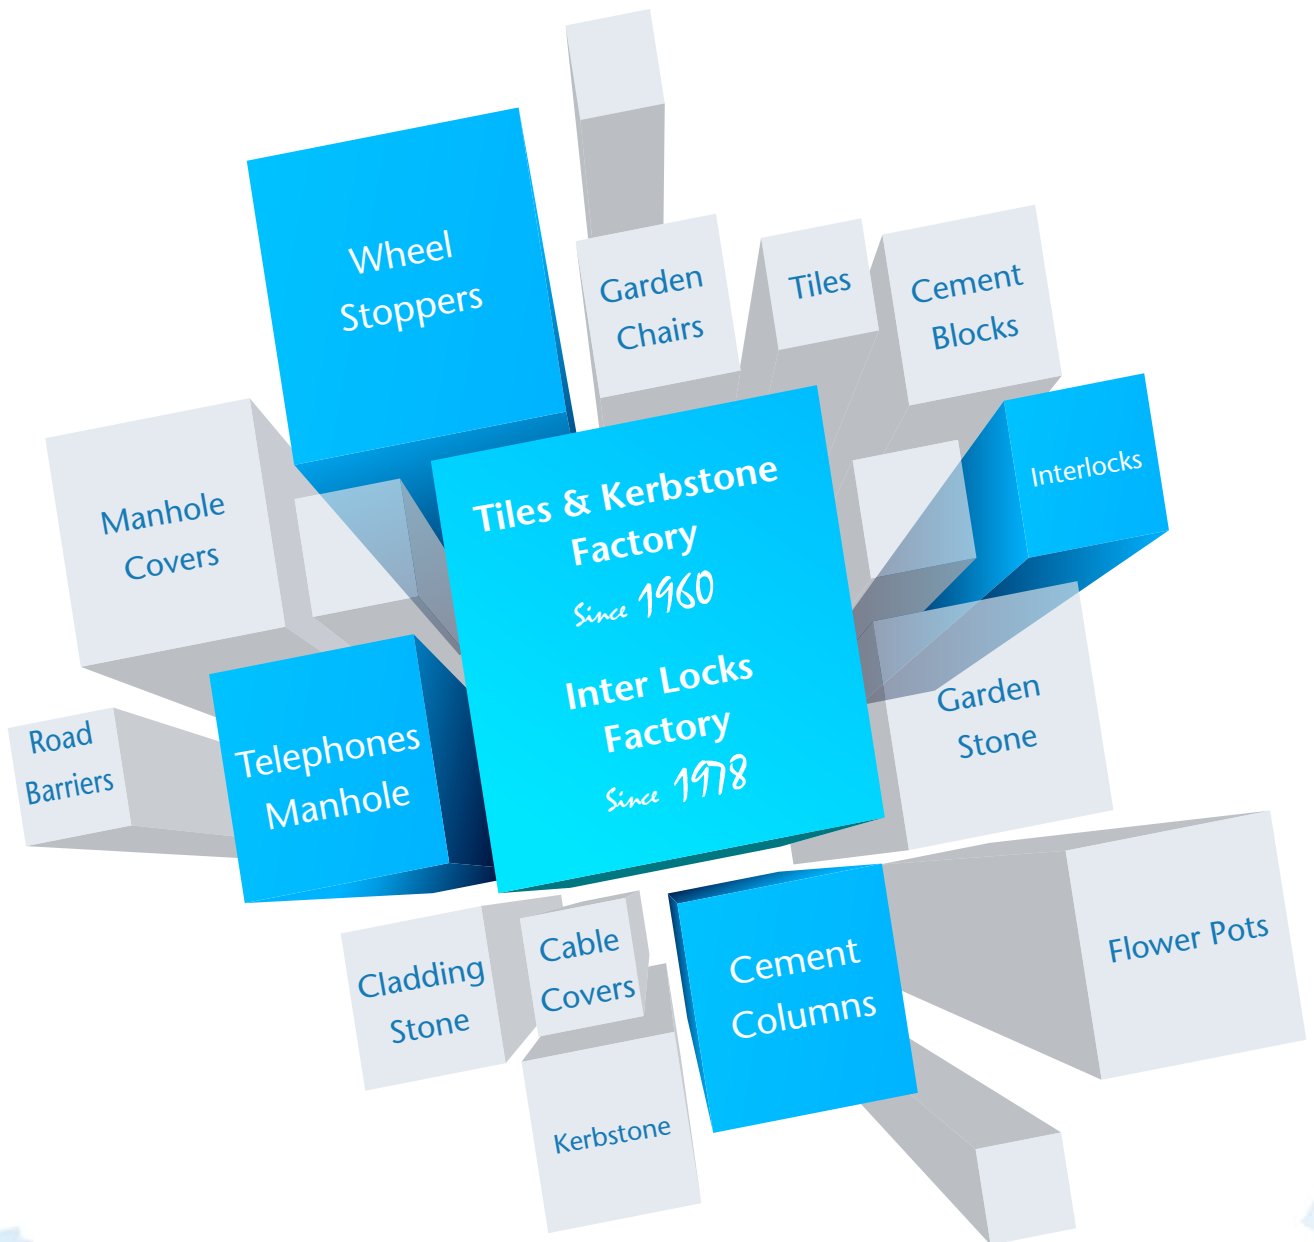 Wheel
Stoppers
Garden
Chairs
Tiles
Cement
Blocks
Interlocks
Manhole
Covers
Tiles & Kerbstone
Factory
Since 1960
Inter Locks
Factory
Since 1978
Garden
Stone
Road
Barriers
Telephones
Manhole
Cladding
Stone
Cable
Covers
Cement
Columns
Flower Pots
Kerbstone